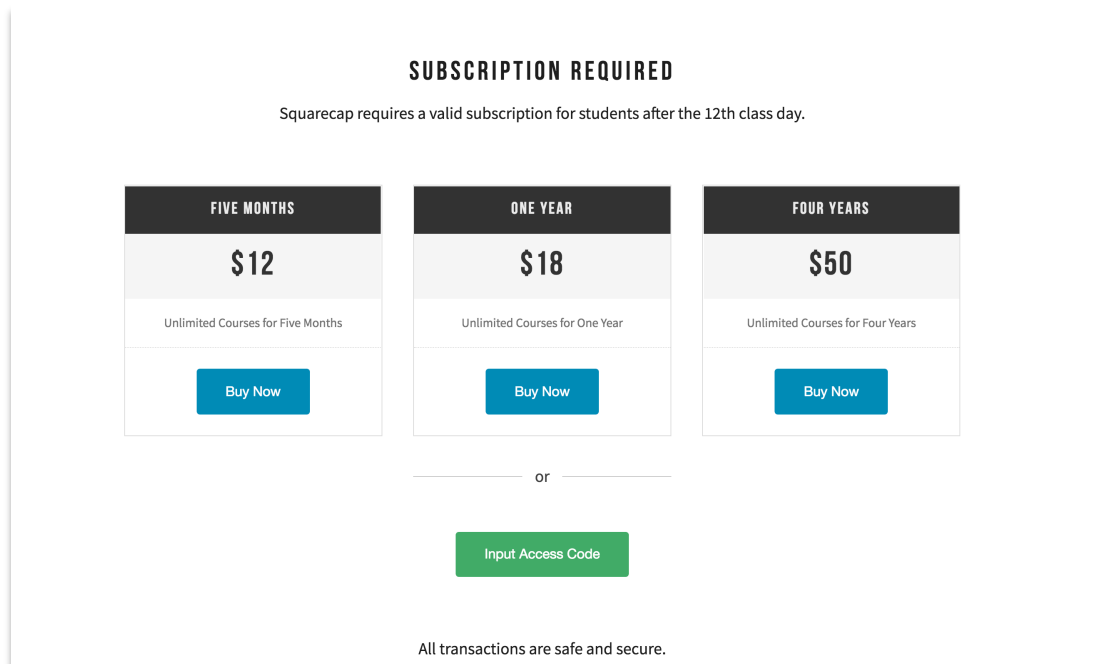 SUBSCRIPTION REQUIRED
Squarecap requires a valid subscription for students after the 12th class day.
FIVE MONTHS
$12
Unlimited Courses for Five Months
Buy Now
ONE YEAR
$18
Unlimited Courses for One Year
Buy Now
FOUR YEARS
$50
Unlimited Courses for Four Years
Buy Now
or
Input Access Code
All transactions are safe and secure.